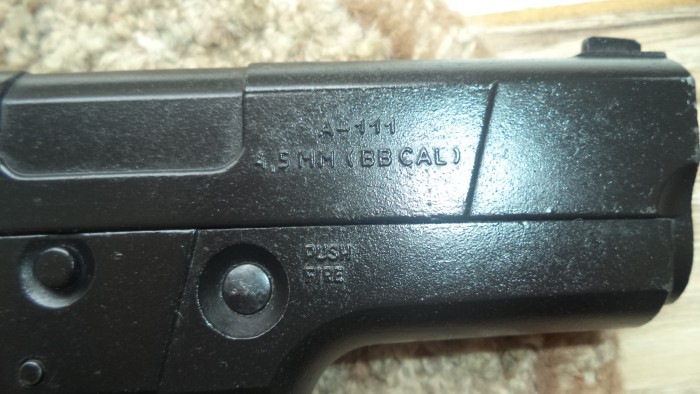 A-111
4,5MM (BB CAL)
PUSH
FIRE